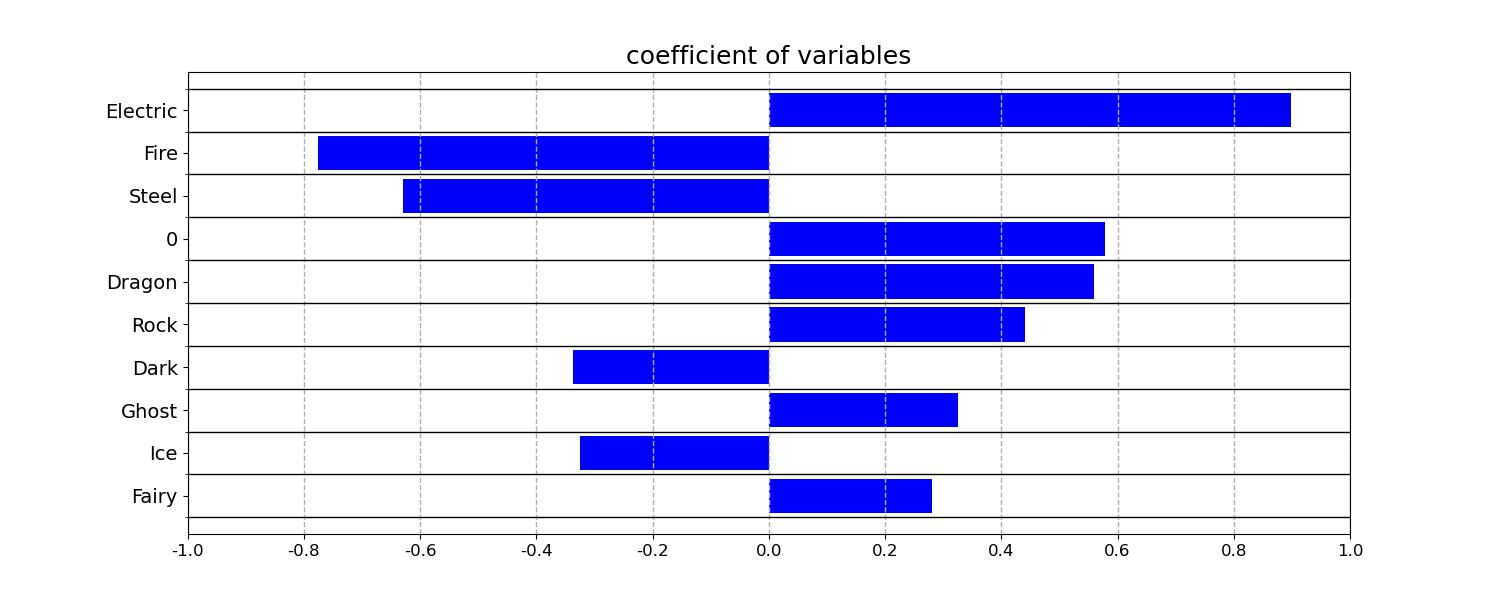 coefficient of variables
Electric
Fire
Steel
0
Dragon
Rock
Dark
Ghost
Ice
Fairy
-1.0 -0.8 -0.6 -0.4 -0.2 0.0 0.2 0.4 0.6 0.8 1.0